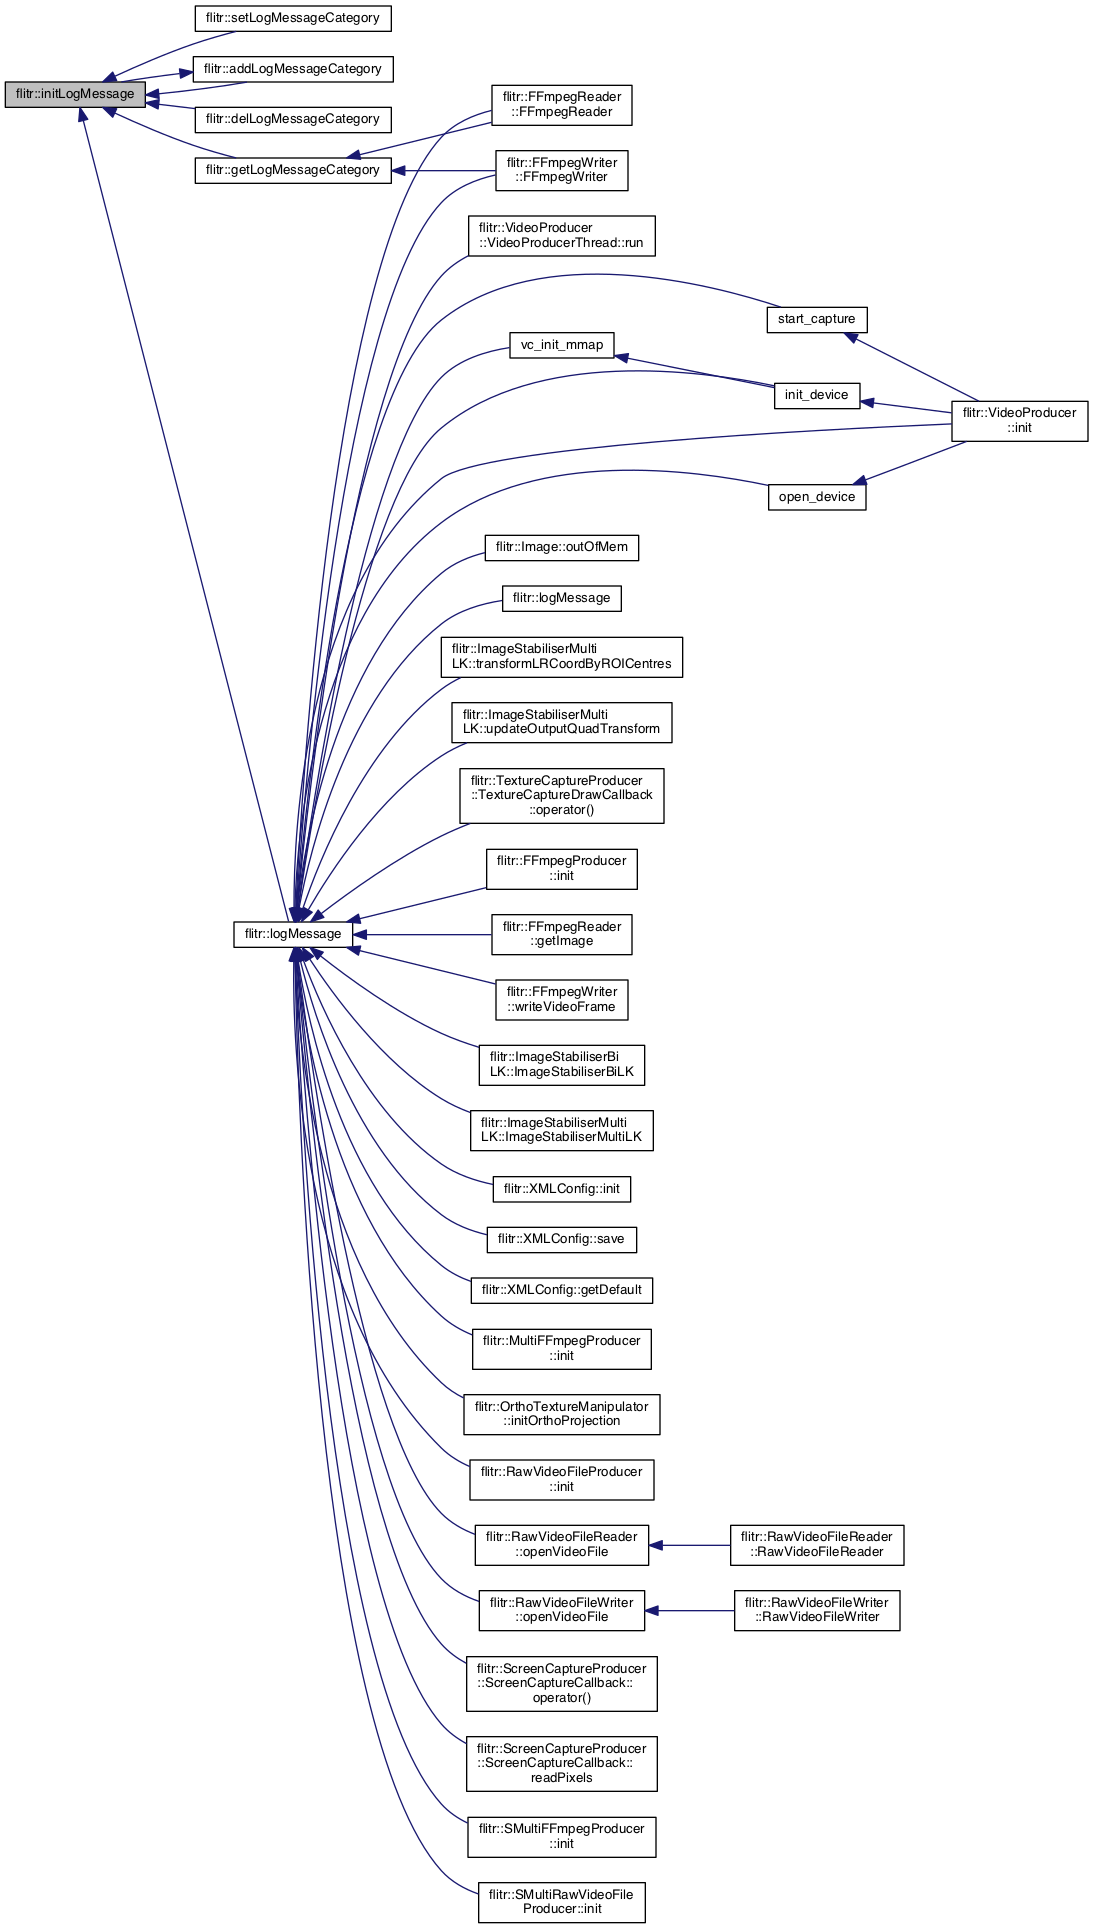 flitr::setLogMessageCategory
flitr::addLogMessageCategory
flitr::initLogMessage
flitr::delLogMessageCategory
flitr::getLogMessageCategory
flitr::FFmpegReader
::FFmpegReader
flitr::FFmpegWriter
::FFmpegWriter
flitr::VideoProducer
::VideoProducerThread::run
start_capture
vc_init_mmap
init_device
flitr::VideoProducer
::init
open_device
flitr::Image::outOfMem
flitr::logMessage
flitr::ImageStabiliserMulti
LK::transformLRCoordByROICentres
flitr::ImageStabiliserMulti
LK::updateOutputQuadTransform
flitr::TextureCaptureProducer
::TextureCaptureDrawCallback
::operator()
flitr::FFmpegProducer
::init
flitr::logMessage
flitr::FFmpegReader
::getImage
flitr::FFmpegWriter
::writeVideoFrame
flitr::ImageStabiliserBi
LK::ImageStabiliserBiLK
flitr::ImageStabiliserMulti
LK::ImageStabiliserMultiLK
flitr::XMLConfig::init
flitr::XMLConfig::save
flitr::XMLConfig::getDefault
flitr::MultiFFmpegProducer
::init
flitr::OrthoTextureManipulator
::initOrthoProjection
flitr::RawVideoFileProducer
::init
flitr::RawVideoFileReader
::openVideoFile
flitr::RawVideoFileReader
::RawVideoFileReader
flitr::RawVideoFileWriter
::openVideoFile
flitr::RawVideoFileWriter
::RawVideoFileWriter
flitr::ScreenCaptureProducer
::ScreenCaptureCallback::
operator()
flitr::ScreenCaptureProducer
::ScreenCaptureCallback::
readPixels
flitr::SMultiFFmpegProducer
::init
flitr::SMultiRawVideoFile
Producer::init